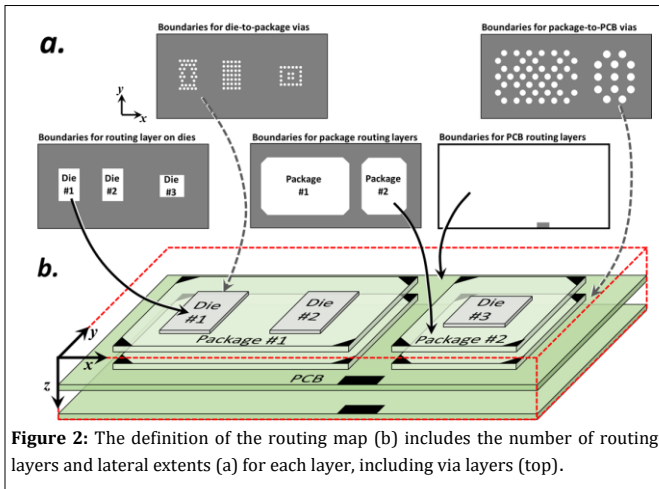 a.
Boundaries for die-to-package vias
Boundaries for package-to-PCB vias
y
x
Boundaries for routing layer on dies
Die
#1
Die
#2
Die
#3
Boundaries for package routing layers
Package
#1
Package
#2
Boundaries for PCB routing layers
b.
Die
#1
Die
#2
Die
#3
Package #1
Package #2
y
x
z
PCB
Figure 2: The definition of the routing map (b) includes the number of routing
layers and lateral extents (a) for each layer, including via layers (top).